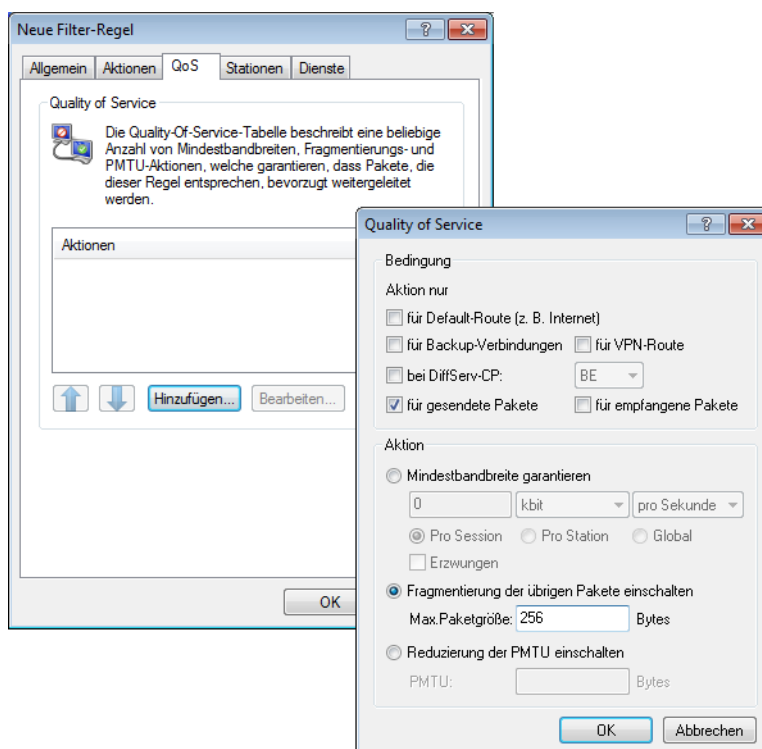 Neue Filter-Regel
Allgemein Aktionen QoS Stationen Dienste
Quality of Service
Die Quality-Of-Service-Tabelle beschreibt eine beliebige
Anzahl von Mindestbandbreiten, Fragmentierungs- und
PMTU-Aktionen, welche garantieren, dass Pakete, die
dieser Regel entsprechen, bevorzugt weitergeleitet
werden.
Aktionen
Hinzufügen... Bearbeiten...
OK
Quality of Service
Bedingung
Aktion nur
für Default-Route (z. B. Internet)
für Backup-Verbindungen für VPN-Route
bei DiffServ-CP: BE
für gesendete Pakete für empfangene Pakete
Aktion
Mindestbandbreite garantieren
0 kbit pro Sekunde
Pro Session Pro Station Global
Erzwungen
Fragmentierung der übrigen Pakete einschalten
Max.Paketgröße: 256 Bytes
Reduzierung der PMTU einschalten
PMTU: Bytes
OK Abbrechen